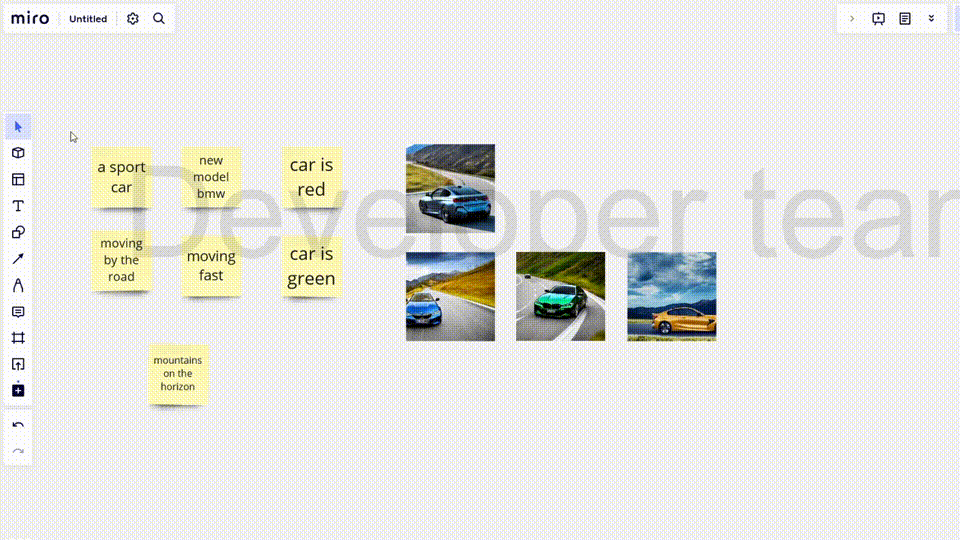 miro
Untitled
Developer tear
a sport
car
new
model
bmw
car is
red
moving
by the
road
moving
fast
car is
green
mountains
on the
horizon